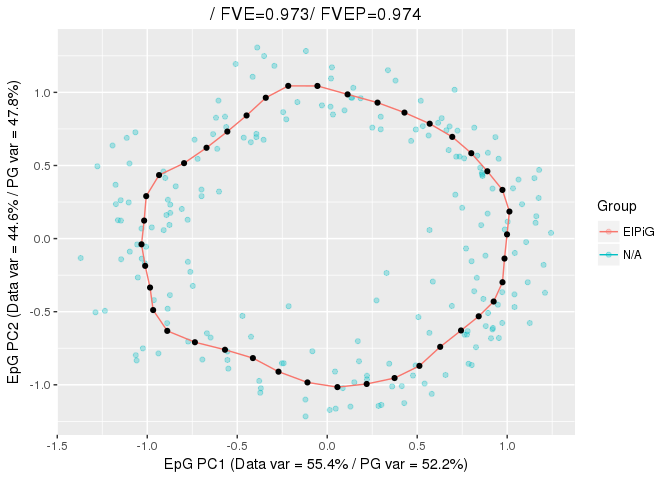 / FVE=0.973/ FVEP=0.974
EpG PC2 (Data var = 44.6% / PG var = 47.8%)
1.0
0.5
0.0
-0.5
-1.0
-1.5
-1.0
-0.5
0.0
0.5
1.0
EpG PC1 (Data var = 55.4% / PG var = 52.2%)
Group
ElPiG
N/A